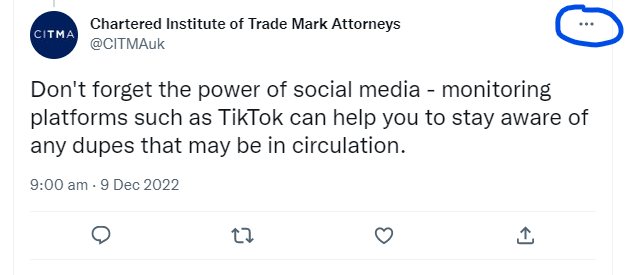 CITMA
Chartered Institute of Trade Mark Attorneys
@CITMAuk
Don't forget the power of social media - monitoring
platforms such as TikTok can help you to stay aware of
any dupes that may be in circulation.
9:00 am · 9 Dec 2022